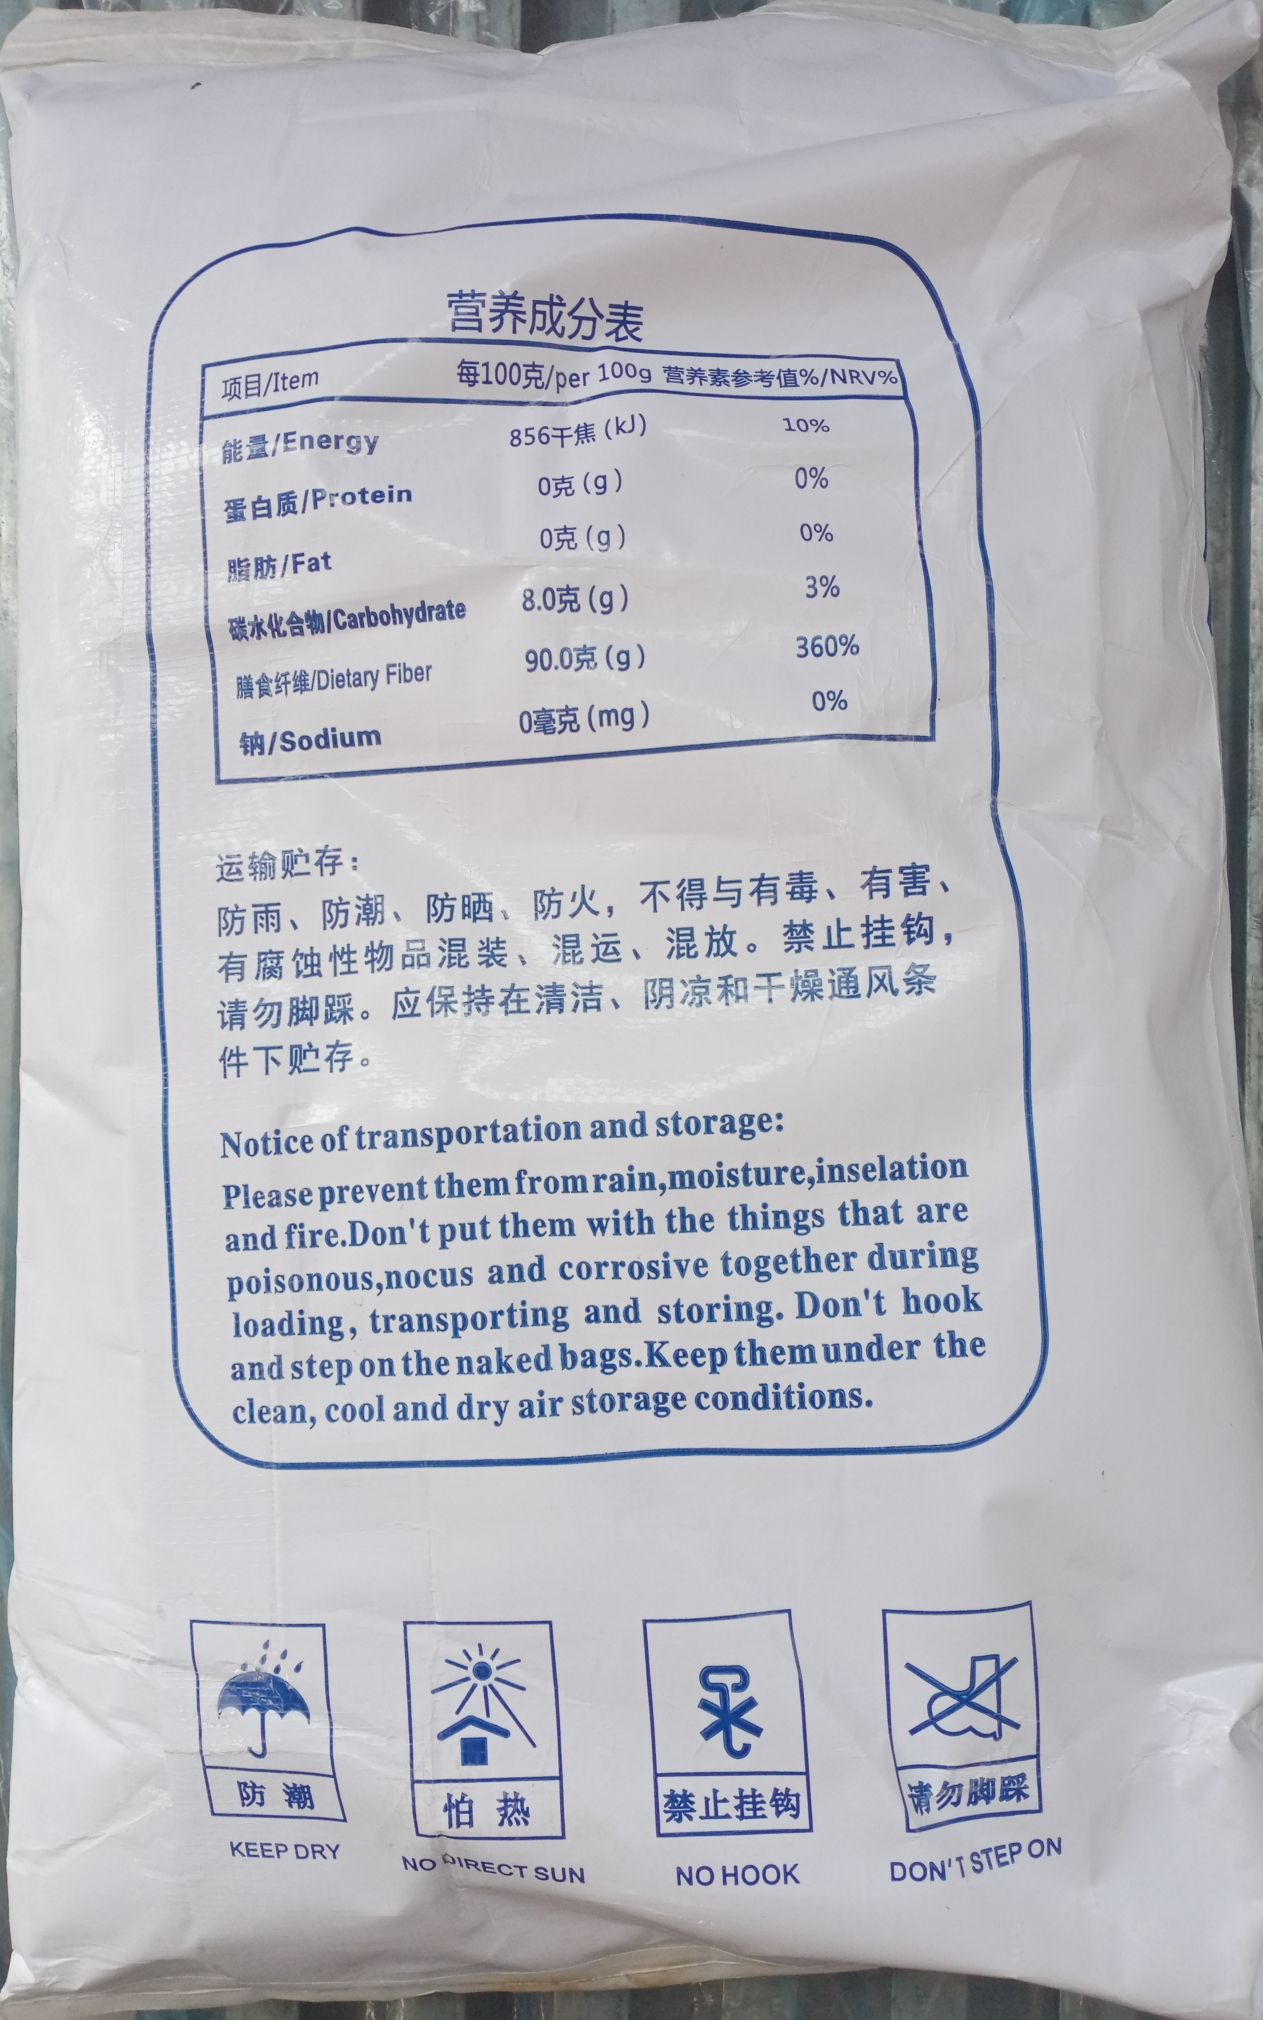 营养成分表
项目/Item 每100克/per 100g 营养素参考值%/NRV%
能量/Energy 856千焦 (kJ) 10%
蛋白质/Protein 0克 (g) 0%
脂肪/Fat 0克 (g) 0%
碳水化合物/Carbohydrate 8.0克 (g) 3%
膳食纤维/Dietary Fiber 90.0克 (g) 360%
钠/Sodium 0毫克 (mg) 0%
运输贮存：
防雨、防潮、防晒、防火，不得与有毒、有害、
有腐蚀性物品混装、混运、混放。禁止挂钩，
请勿脚踩。应保持在清洁、阴凉和干燥通风条
件下贮存。
Notice of transportation and storage:
Please prevent them from rain,moisture,inselation
and fire.Don't put them with the things that are
poisonous,nocus and corrosive together during
loading, transporting and storing. Don't hook
and step on the naked bags.Keep them under the
clean, cool and dry air storage conditions.
防潮 怕热 禁止挂钩 请勿脚踩
KEEP DRY NO DIRECT SUN NO HOOK DON'T STEP ON